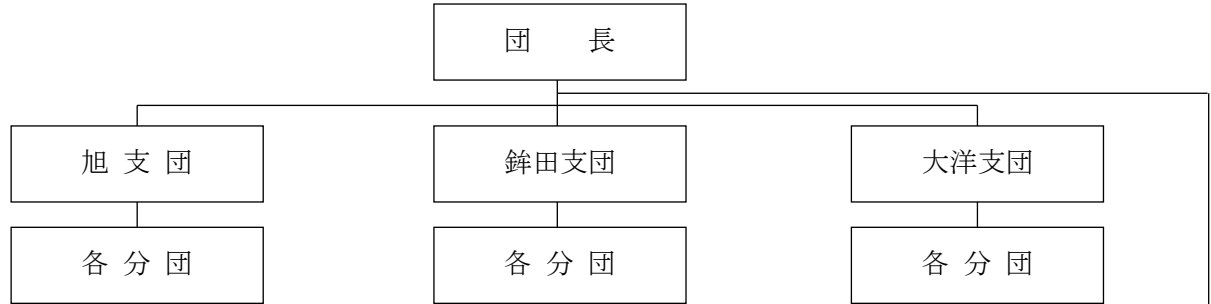 団　　長
旭 支 団　鉾田支団　大洋支団
各 分 団　各 分 団　各 分 団